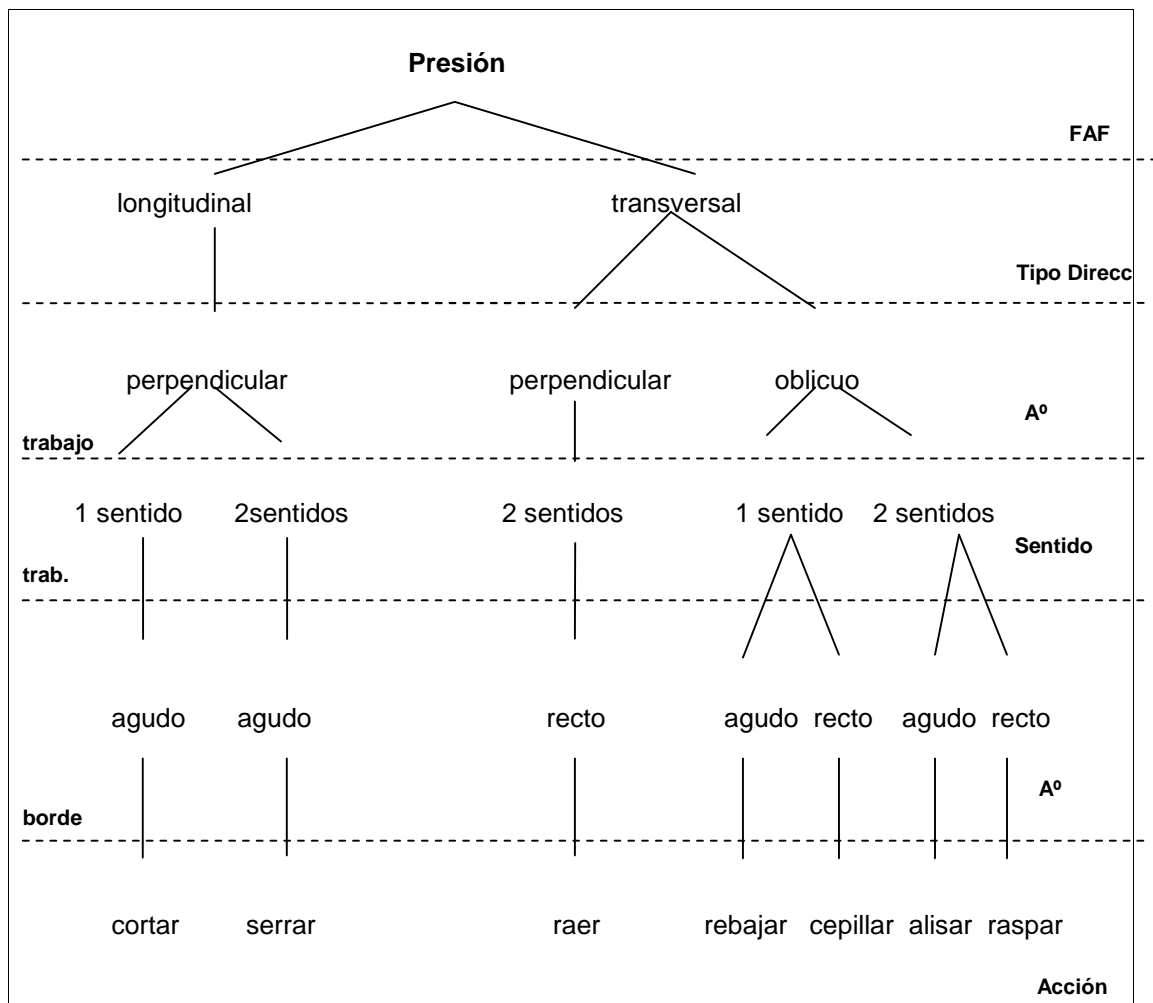 Presión
FAF
longitudinal transversal
Tipo Direcc
perpendicular perpendicular oblicuo
Aº
trabajo
1 sentido 2sentidos 2 sentidos 1 sentido 2 sentidos
Sentido
trab.
agudo agudo recto agudo recto agudo recto
Aº
borde
cortar serrar raer rebajar cepillar alisar raspar
Acción